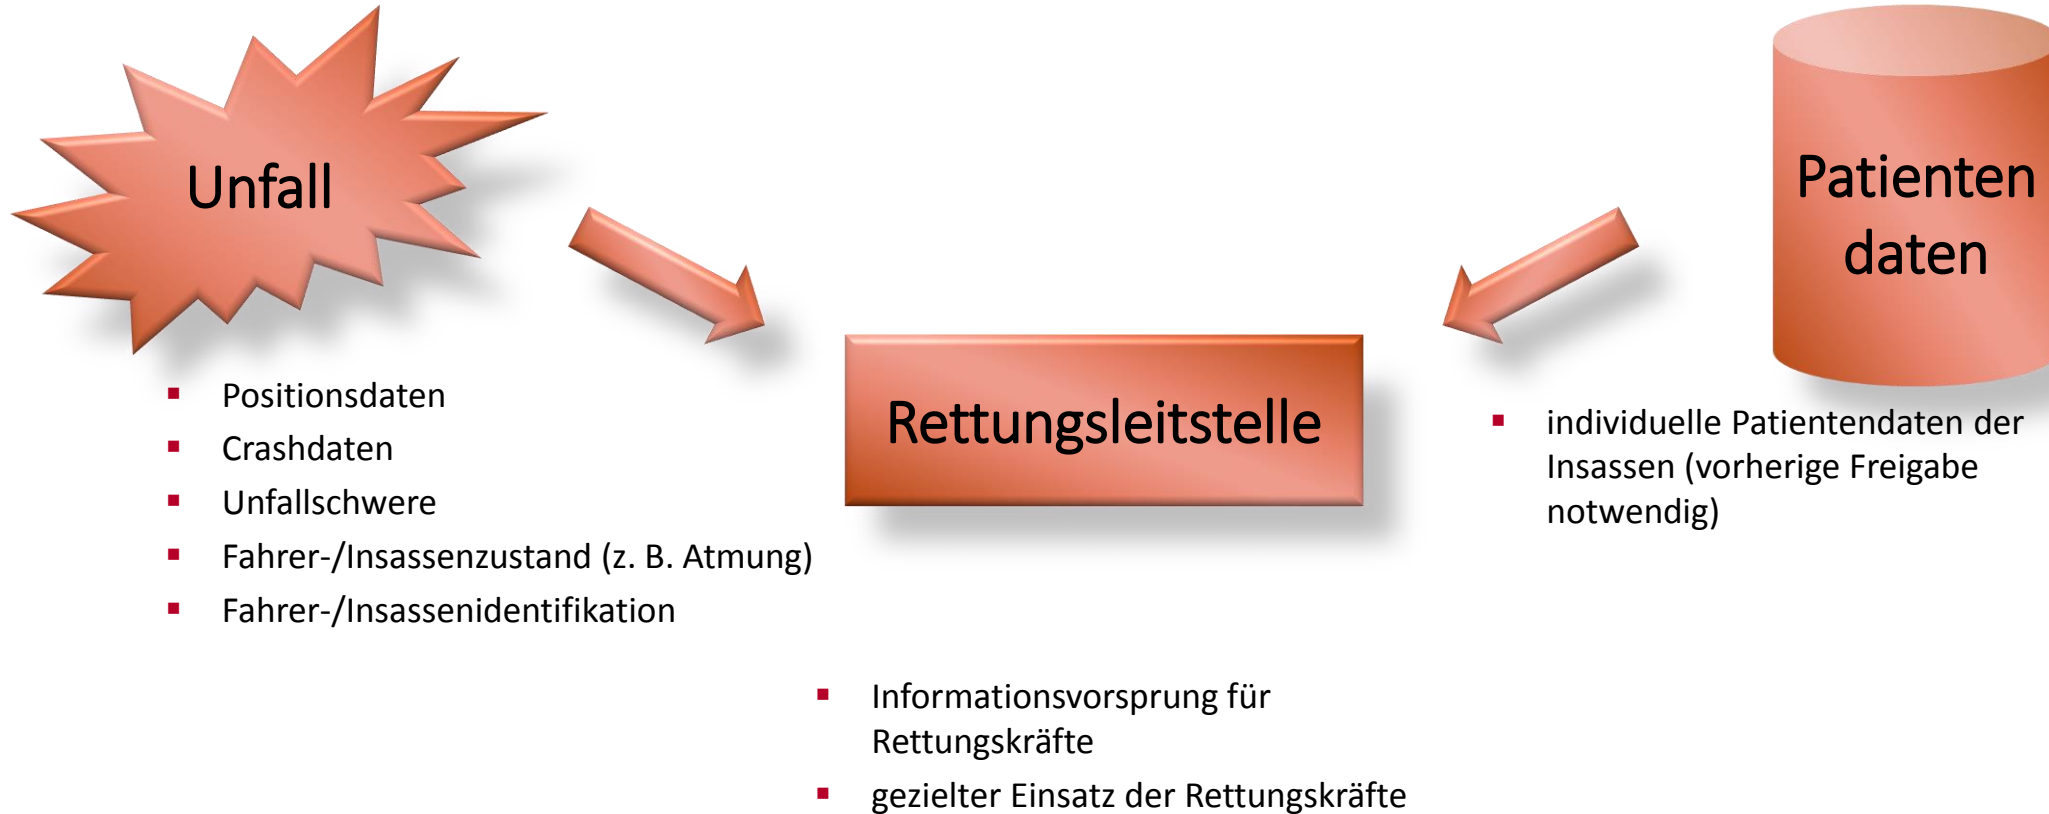 Unfall
Patienten
daten
Rettungsleitstelle
▪ Positionsdaten
▪ Crashdaten
▪ Unfallschwere
▪ Fahrer-/Insassenzustand (z. B. Atmung)
▪ Fahrer-/Insassenidentifikation
▪ individuelle Patientendaten der
Insassen (vorherige Freigabe
notwendig)
▪ Informationsvorsprung für
Rettungskräfte
▪ gezielter Einsatz der Rettungskräfte